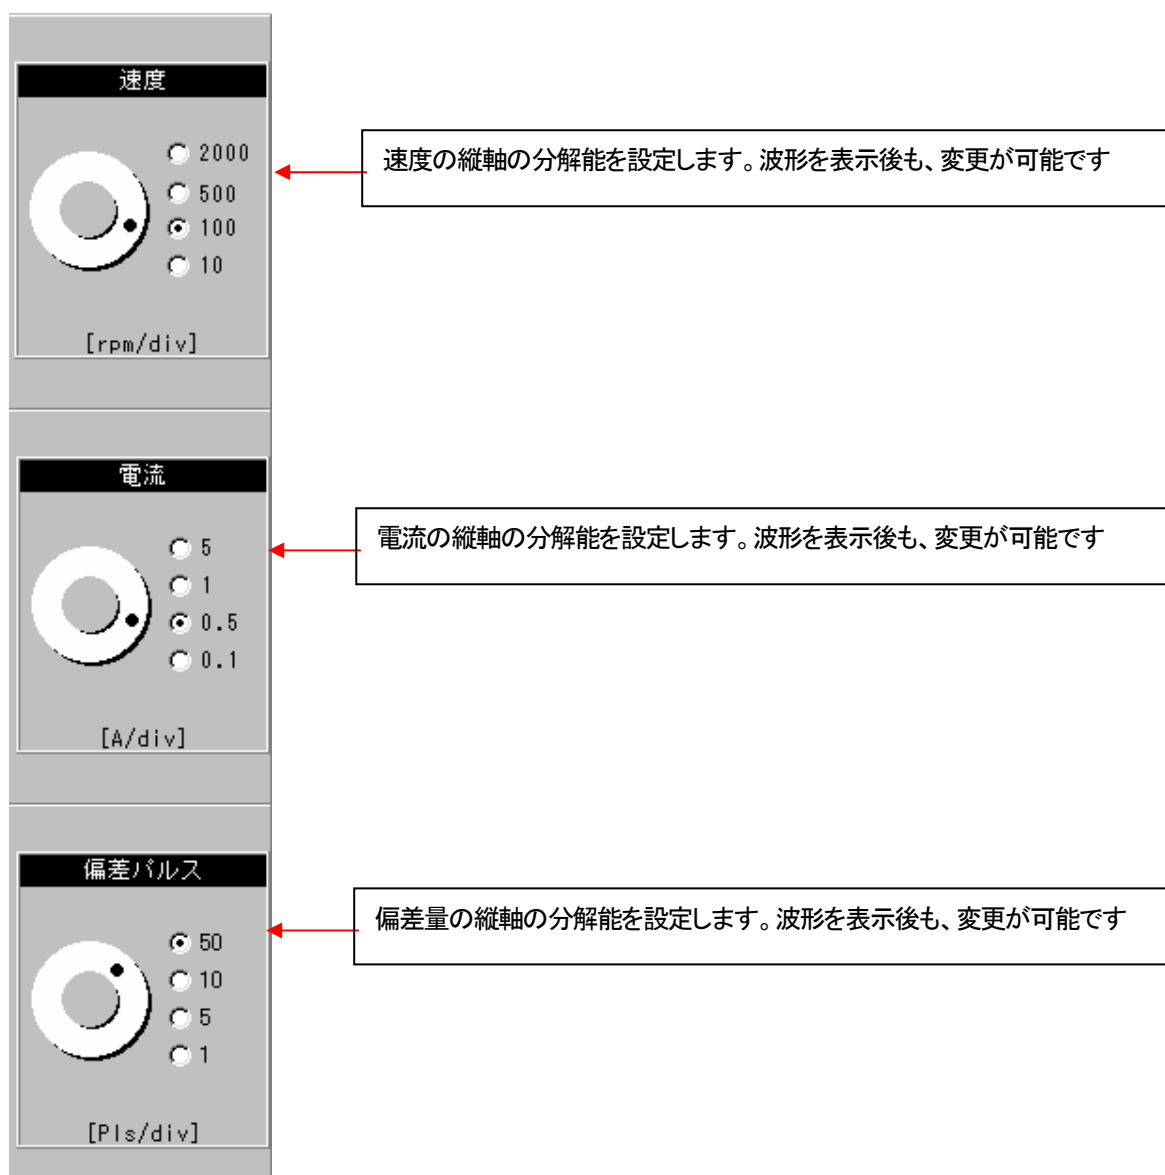 速度
2000
500
100
10
[rpm/div]
速度の縦軸の分解能を設定します。波形を表示後も、変更が可能です
電流
5
1
0.5
0.1
[A/div]
電流の縦軸の分解能を設定します。波形を表示後も、変更が可能です
偏差パルス
50
10
5
1
[Pls/div]
偏差量の縦軸の分解能を設定します。波形を表示後も、変更が可能です